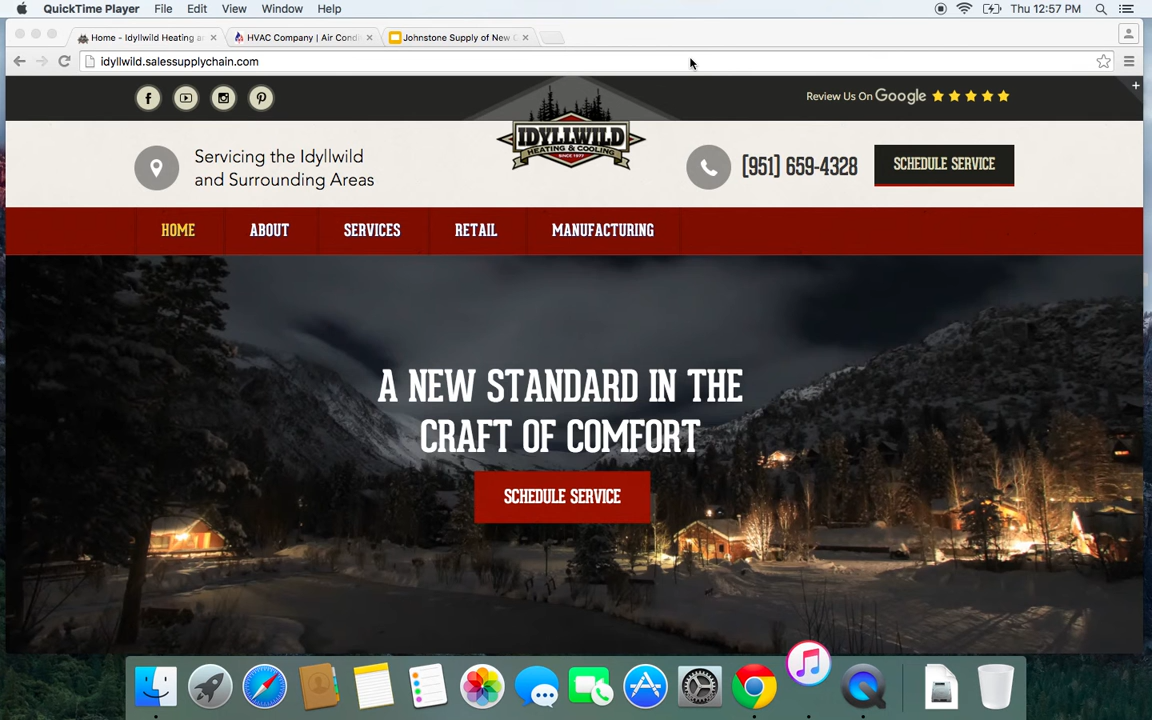 QuickTime Player File Edit View Window Help Thu 12:57 PM
Home - Idyllwild Heating a
HVAC Company | Air Condi
Johnstone Supply of New
idyllwild.salessupplychain.com
Review Us On Google
IDYLLWILD
HEATING & COOLING
SINCE 1977
Servicing the Idyllwild
and Surrounding Areas
[951] 659-4328
SCHEDULE SERVICE
HOME ABOUT SERVICES RETAIL MANUFACTURING
A NEW STANDARD IN THE
CRAFT OF COMFORT
SCHEDULE SERVICE